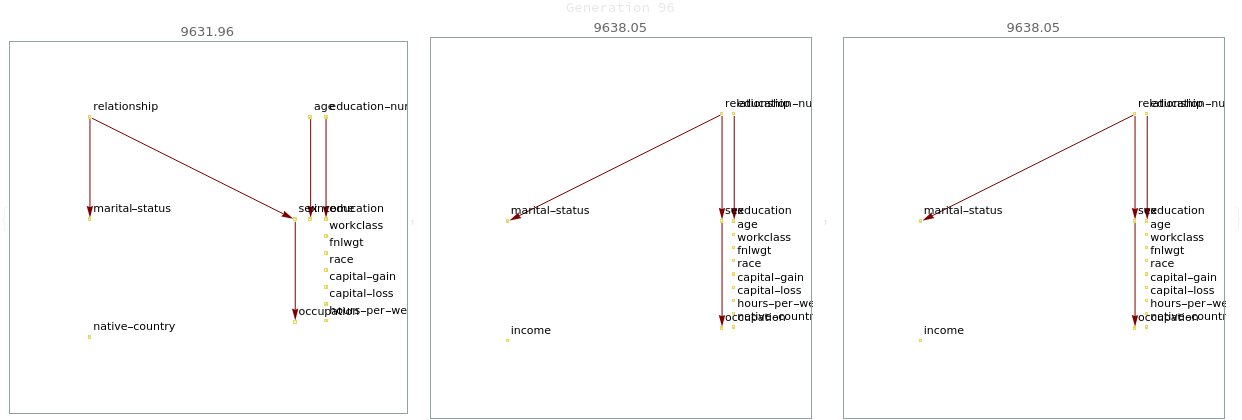 Generation 96
9631.96
relationship
age
education-nur
marital-status
sex
income
education
workclass
fnlwgt
race
capital-gain
capital-loss
hours-per-we
occupation
native-country
9638.05
relationship
education-nu
marital-status
sex
education
age
workclass
fnlwgt
race
capital-gain
capital-loss
hours-per-we
native-countr
occupation
income
9638.05
relationship
education-nu
marital-status
sex
education
age
workclass
fnlwgt
race
capital-gain
capital-loss
hours-per-we
native-countr
occupation
income